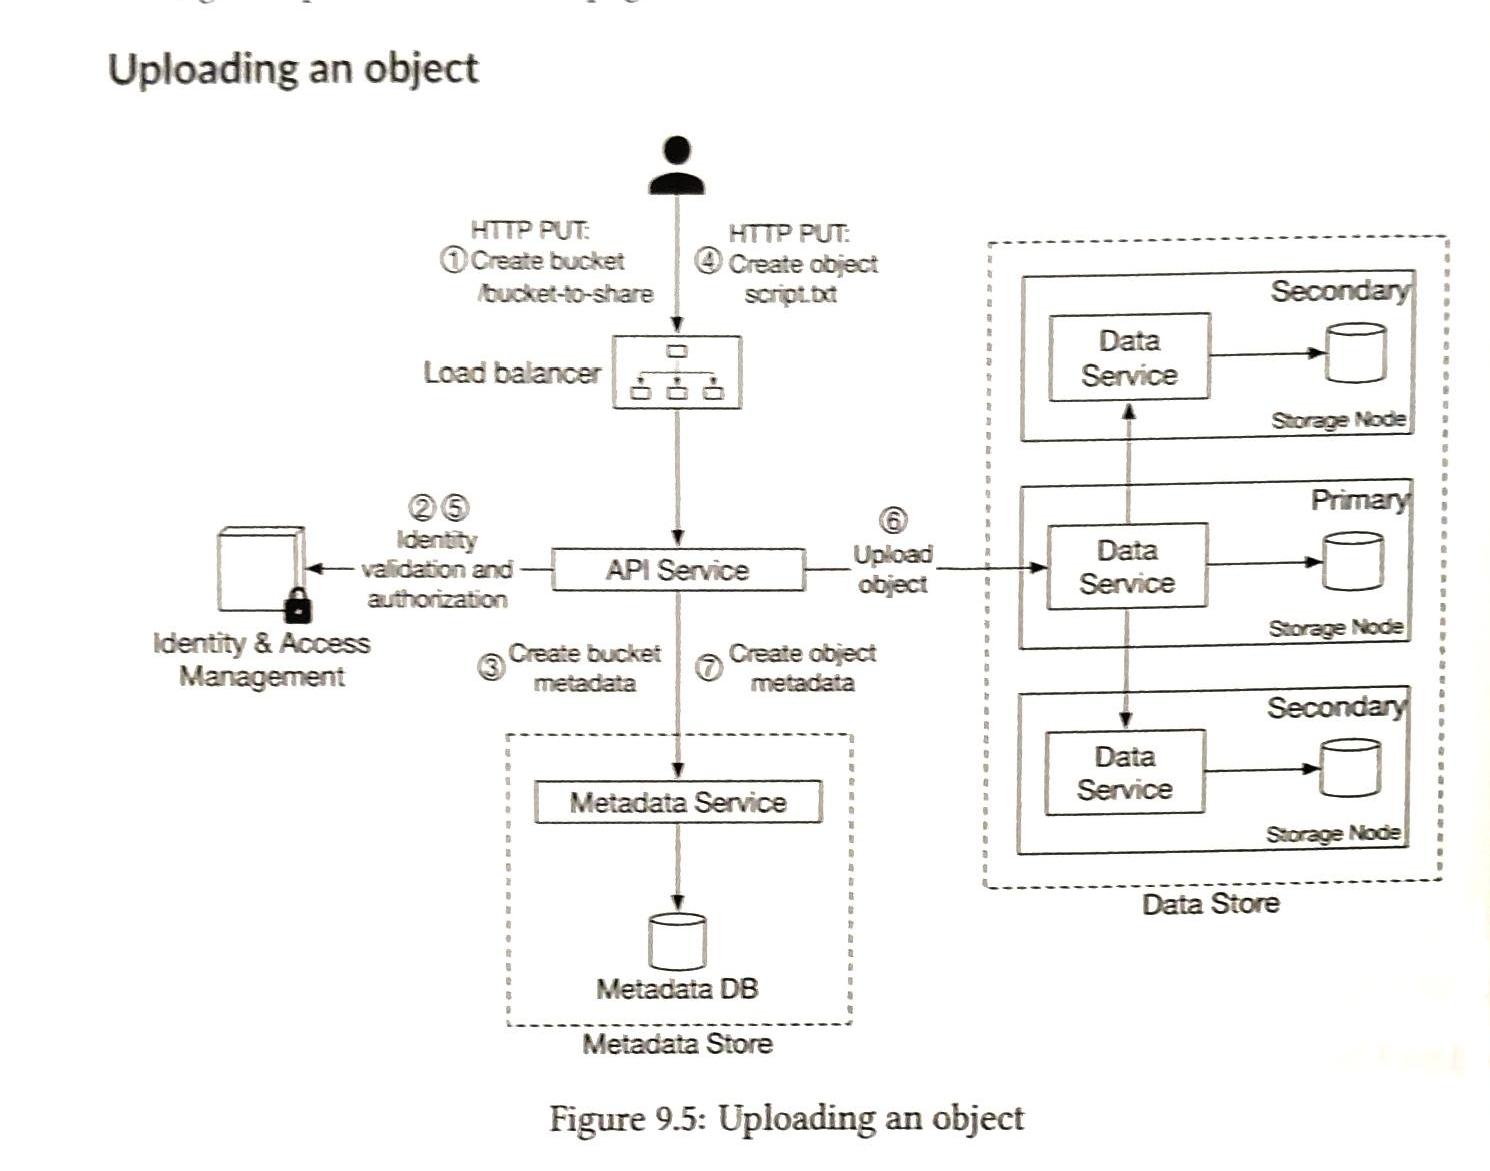 Uploading an object
HTTP PUT:
①Create bucket
/bucket-to-share
HTTP PUT:
④ Create object
script.txt
Load balancer
②⑤
Identity
validation and
authorization
API Service
⑥
Upload
object
Identity & Access
Management
③ Create bucket
metadata
⑦ Create object
metadata
Metadata Service
Metadata DB
Metadata Store
Secondary
Data
Service
Storage Node
Primary
Data
Service
Storage Node
Secondary
Data
Service
Storage Node
Data Store
Figure 9.5: Uploading an object